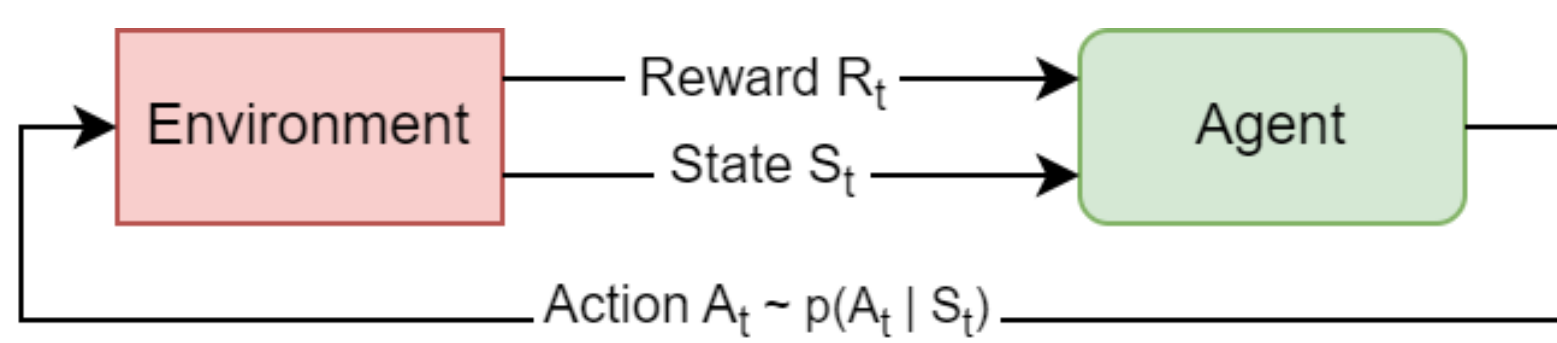 Reward Rt
Environment
Agent
State St
Action At ~ p(At | St)